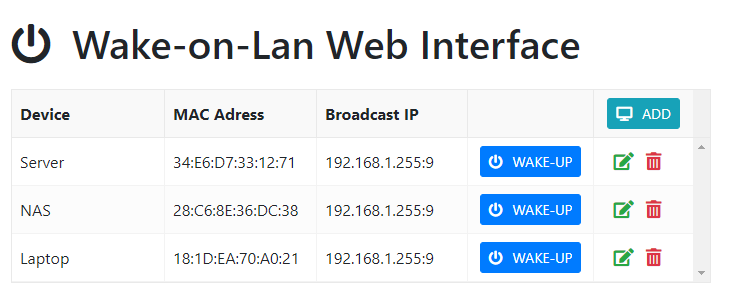 Wake-on-Lan Web Interface
Device MAC Adress Broadcast IP ADD
Server 34:E6:D7:33:12:71 192.168.1.255:9 WAKE-UP
NAS 28:C6:8E:36:DC:38 192.168.1.255:9 WAKE-UP
Laptop 18:1D:EA:70:A0:21 192.168.1.255:9 WAKE-UP